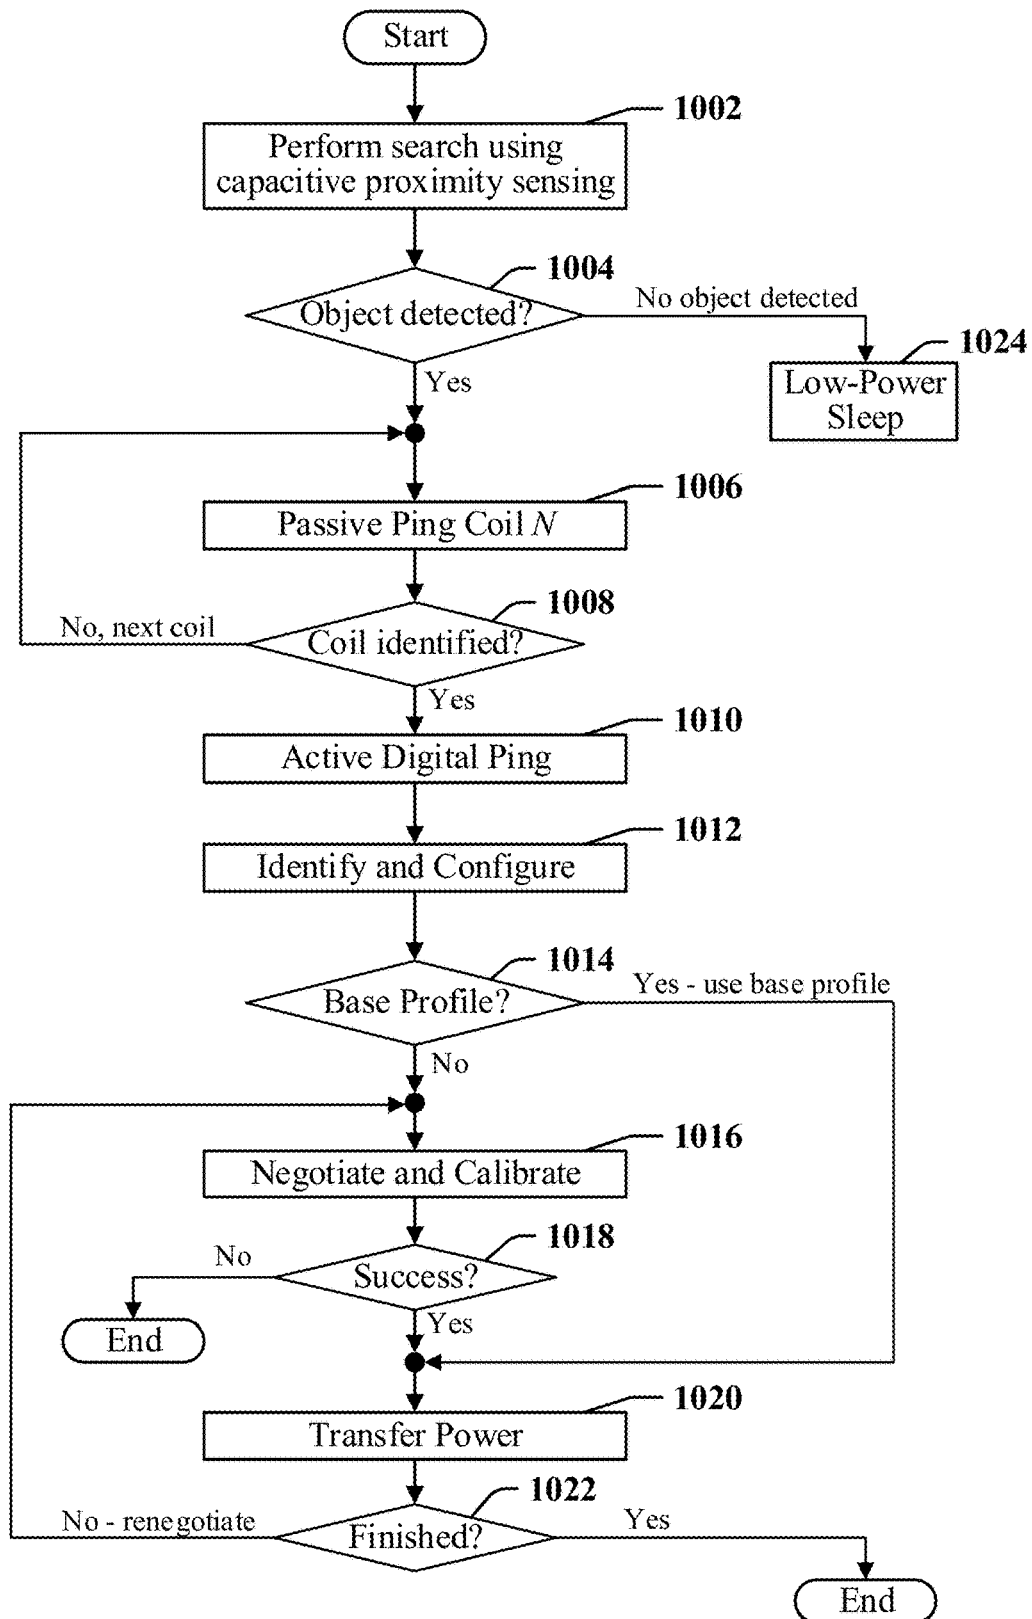 Start
1002
Perform search using
capacitive proximity sensing
1004
Object detected?
No object detected
1024
Low-Power
Sleep
Yes
1006
Passive Ping Coil N
1008
Coil identified?
No, next coil
Yes
1010
Active Digital Ping
1012
Identify and Configure
1014
Base Profile?
Yes - use base profile
No
1016
Negotiate and Calibrate
1018
Success?
No
End
Yes
1020
Transfer Power
1022
Finished?
No - renegotiate
Yes
End